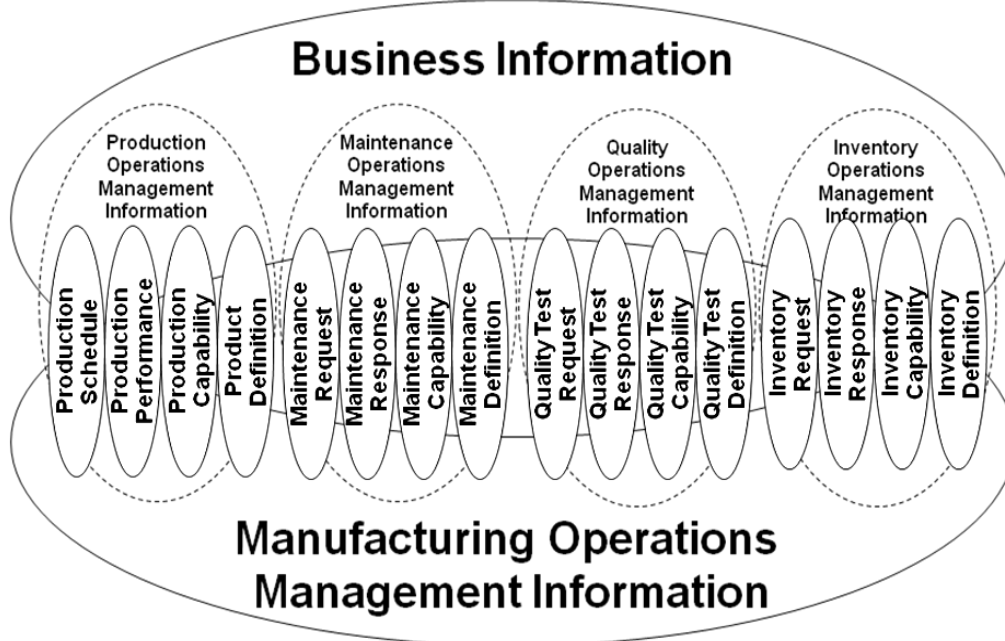 Business Information
Production
Operations
Management
Information
Maintenance
Operations
Management
Information
Quality
Operations
Management
Information
Inventory
Operations
Management
Information
Production
Schedule
Production
Performance
Production
Capability
Product
Definition
Maintenance
Request
Maintenance
Response
Maintenance
Capability
Maintenance
Definition
Quality Test
Request
Quality Test
Response
Quality Test
Capability
Quality Test
Definition
Inventory
Request
Inventory
Response
Inventory
Capability
Inventory
Definition
Manufacturing Operations
Management Information